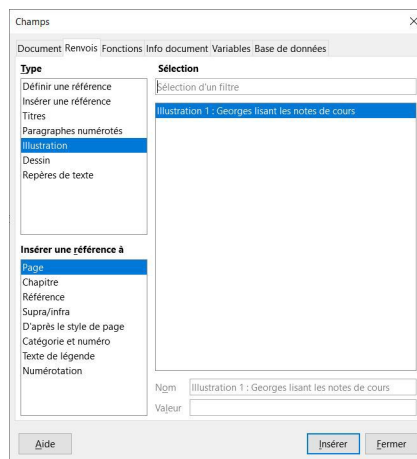 Champs
Document Renvois Fonctions Info document Variables Base de données
Type
Définir une référence
Insérer une référence
Titres
Paragraphes numérotés
Illustration
Dessin
Repères de texte
Sélection
Sélection d'un filtre
Illustration 1 : Georges lisant les notes de cours
Insérer une référence à
Page
Chapitre
Référence
Supra/infra
D'après le style de page
Catégorie et numéro
Texte de légende
Numérotation
Nom Illustration 1 : Georges lisant les notes de cours
Valeur
Aide Insérer Fermer